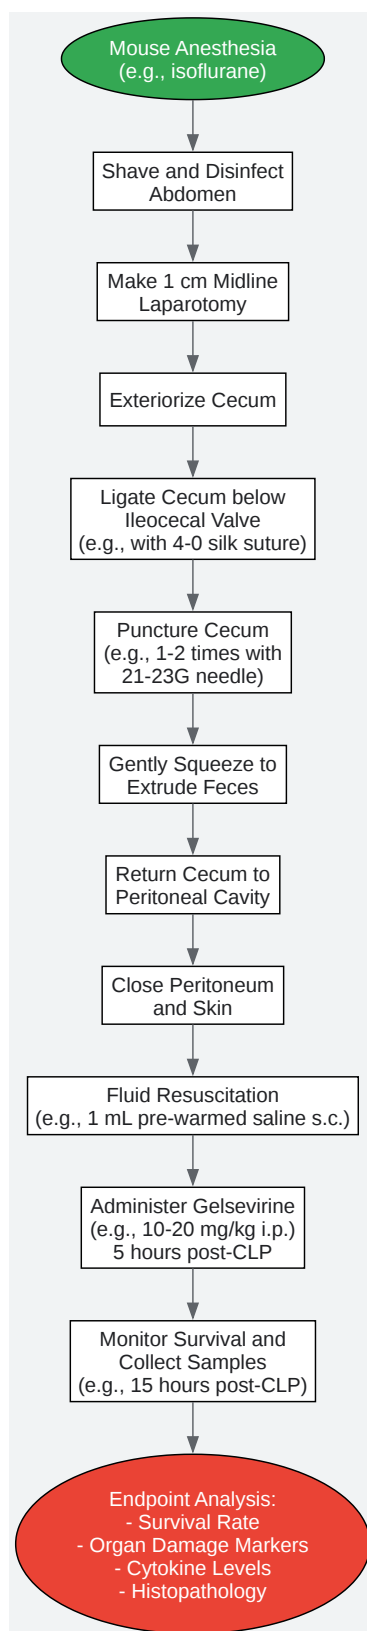 Mouse Anesthesia
(e.g., isoflurane)
Shave and Disinfect
Abdomen
Make 1 cm Midline
Laparotomy
Exteriorize Cecum
Ligate Cecum below
Ileocecal Valve
(e.g., with 4-0 silk suture)
Puncture Cecum
(e.g., 1-2 times with
21-23G needle)
Gently Squeeze to
Extrude Feces
Return Cecum to
Peritoneal Cavity
Close Peritoneum
and Skin
Fluid Resuscitation
(e.g., 1 mL pre-warmed saline s.c.)
Administer Gelsevirine
(e.g., 10-20 mg/kg i.p.)
5 hours post-CLP
Monitor Survival and
Collect Samples
(e.g., 15 hours post-CLP)
Endpoint Analysis:
- Survival Rate
- Organ Damage Markers
- Cytokine Levels
- Histopathology